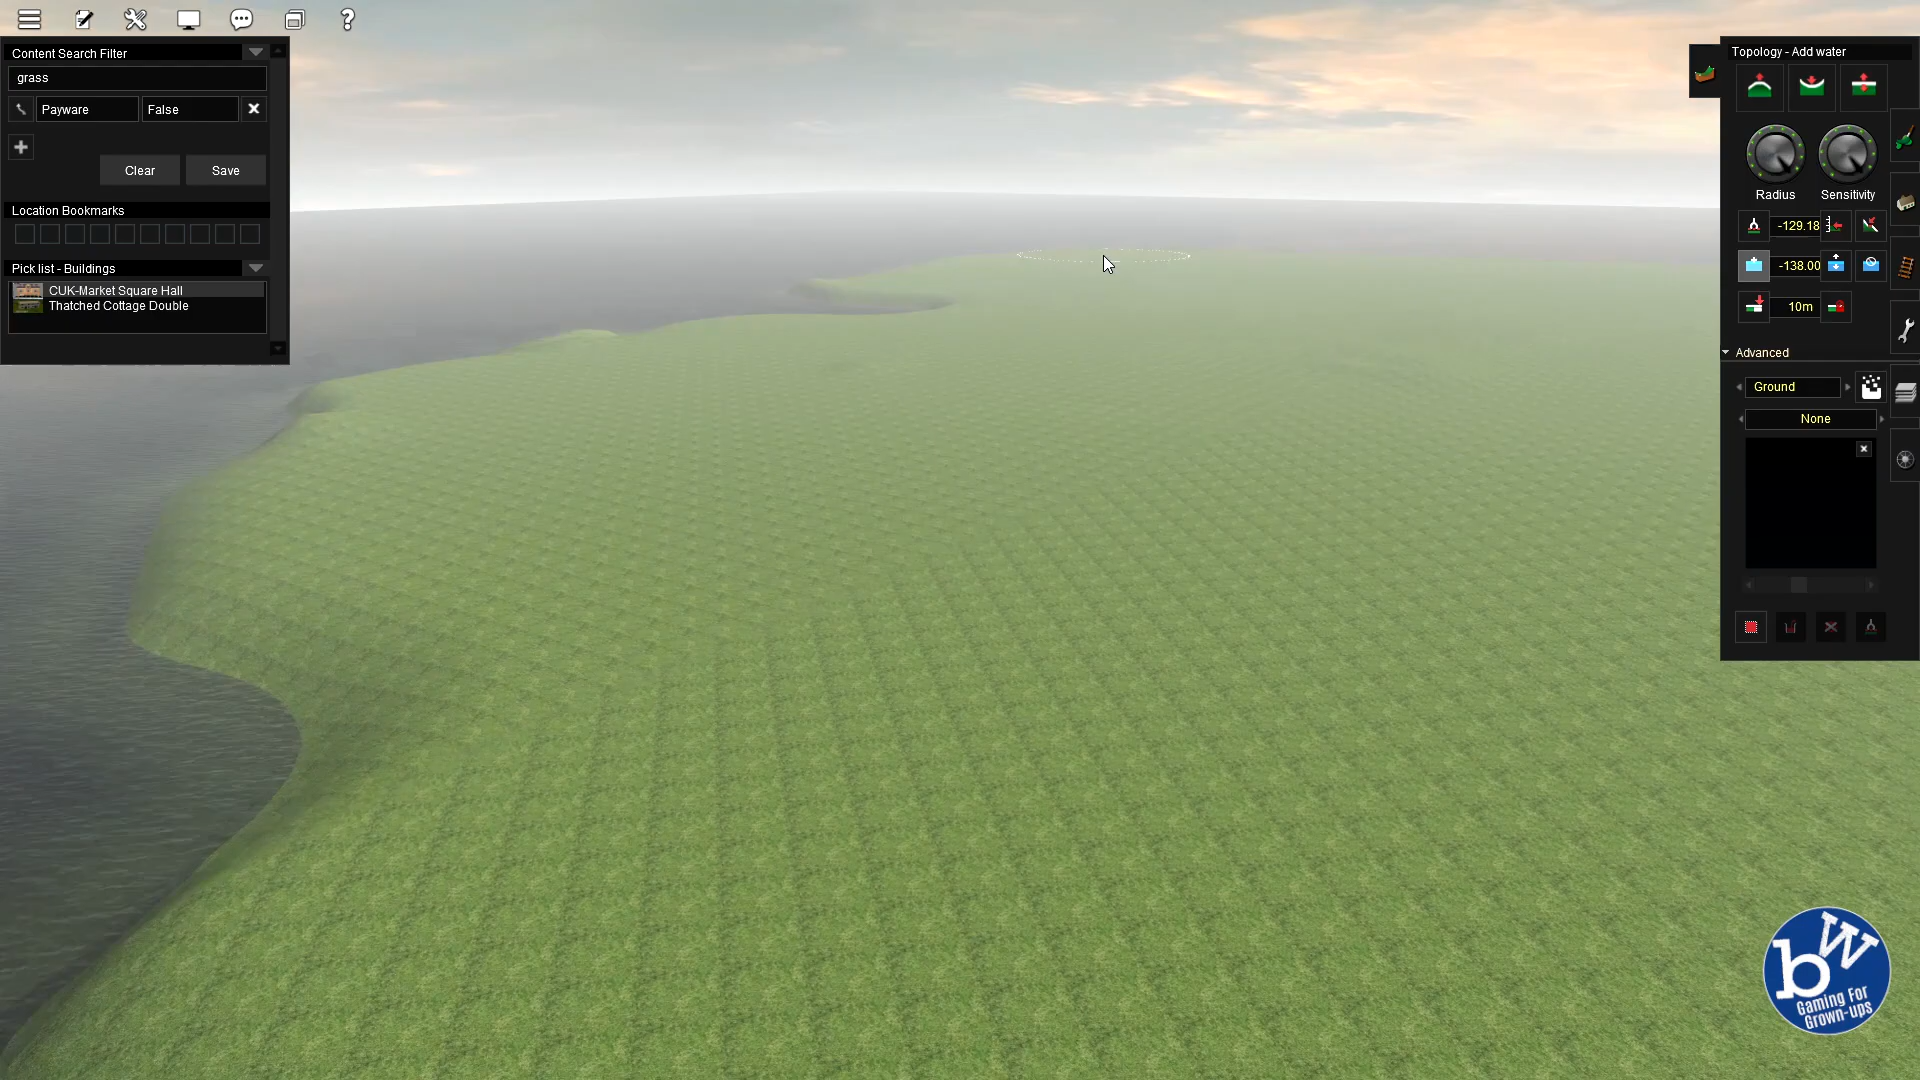 Content Search Filter
grass
Payware False
Clear Save
Location Bookmarks
Pick list - Buildings
CUK-Market Square Hall
Thatched Cottage Double
Topology - Add water
Radius Sensitivity
-129.18
-138.00
10m
Advanced
Ground
None
bW
Gaming For
Grown-ups